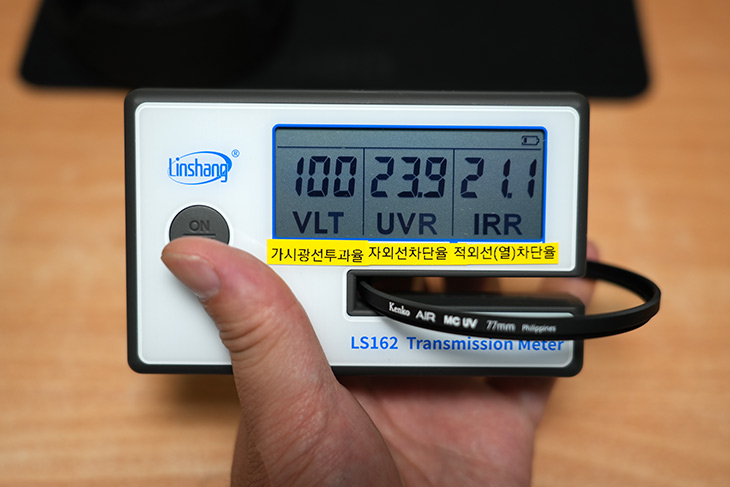 Linshang®
ON
100 23.9 21.1
VLT UVR IRR
가시광선투과율 자외선차단율 적외선(열)차단율
Kenko AIR MC UV 77mm Philippines
LS162 Transmission Meter